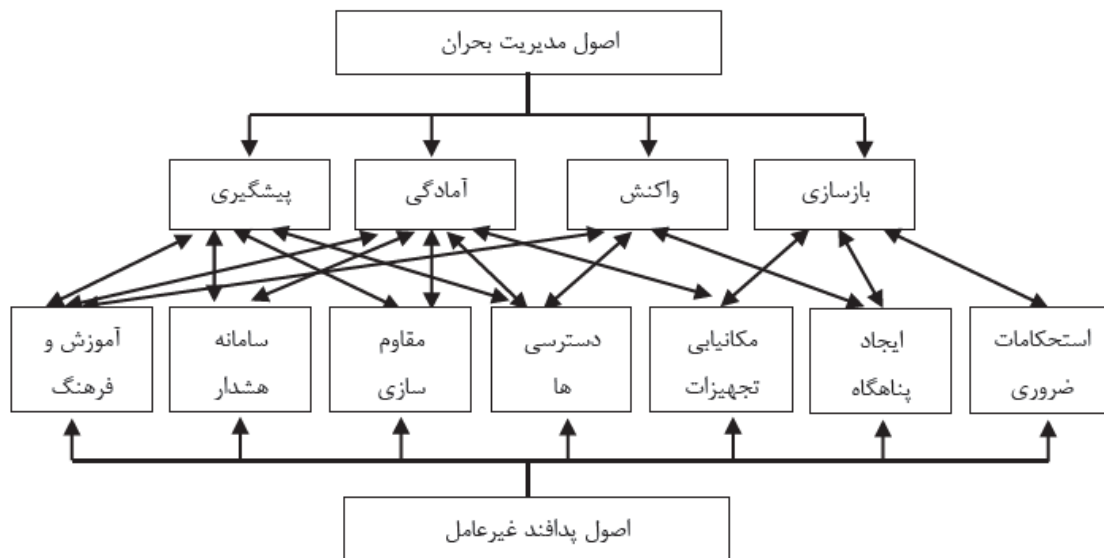 اصول مدیریت بحران
پیشگیری
آمادگی
واکنش
بازسازی
آموزش و
فرهنگ
سامانه
هشدار
مقاوم
سازی
دسترسی
ها
مکانیابی
تجهیزات
ایجاد
پناهگاه
استحکامات
ضروری
اصول پدافند غیرعامل